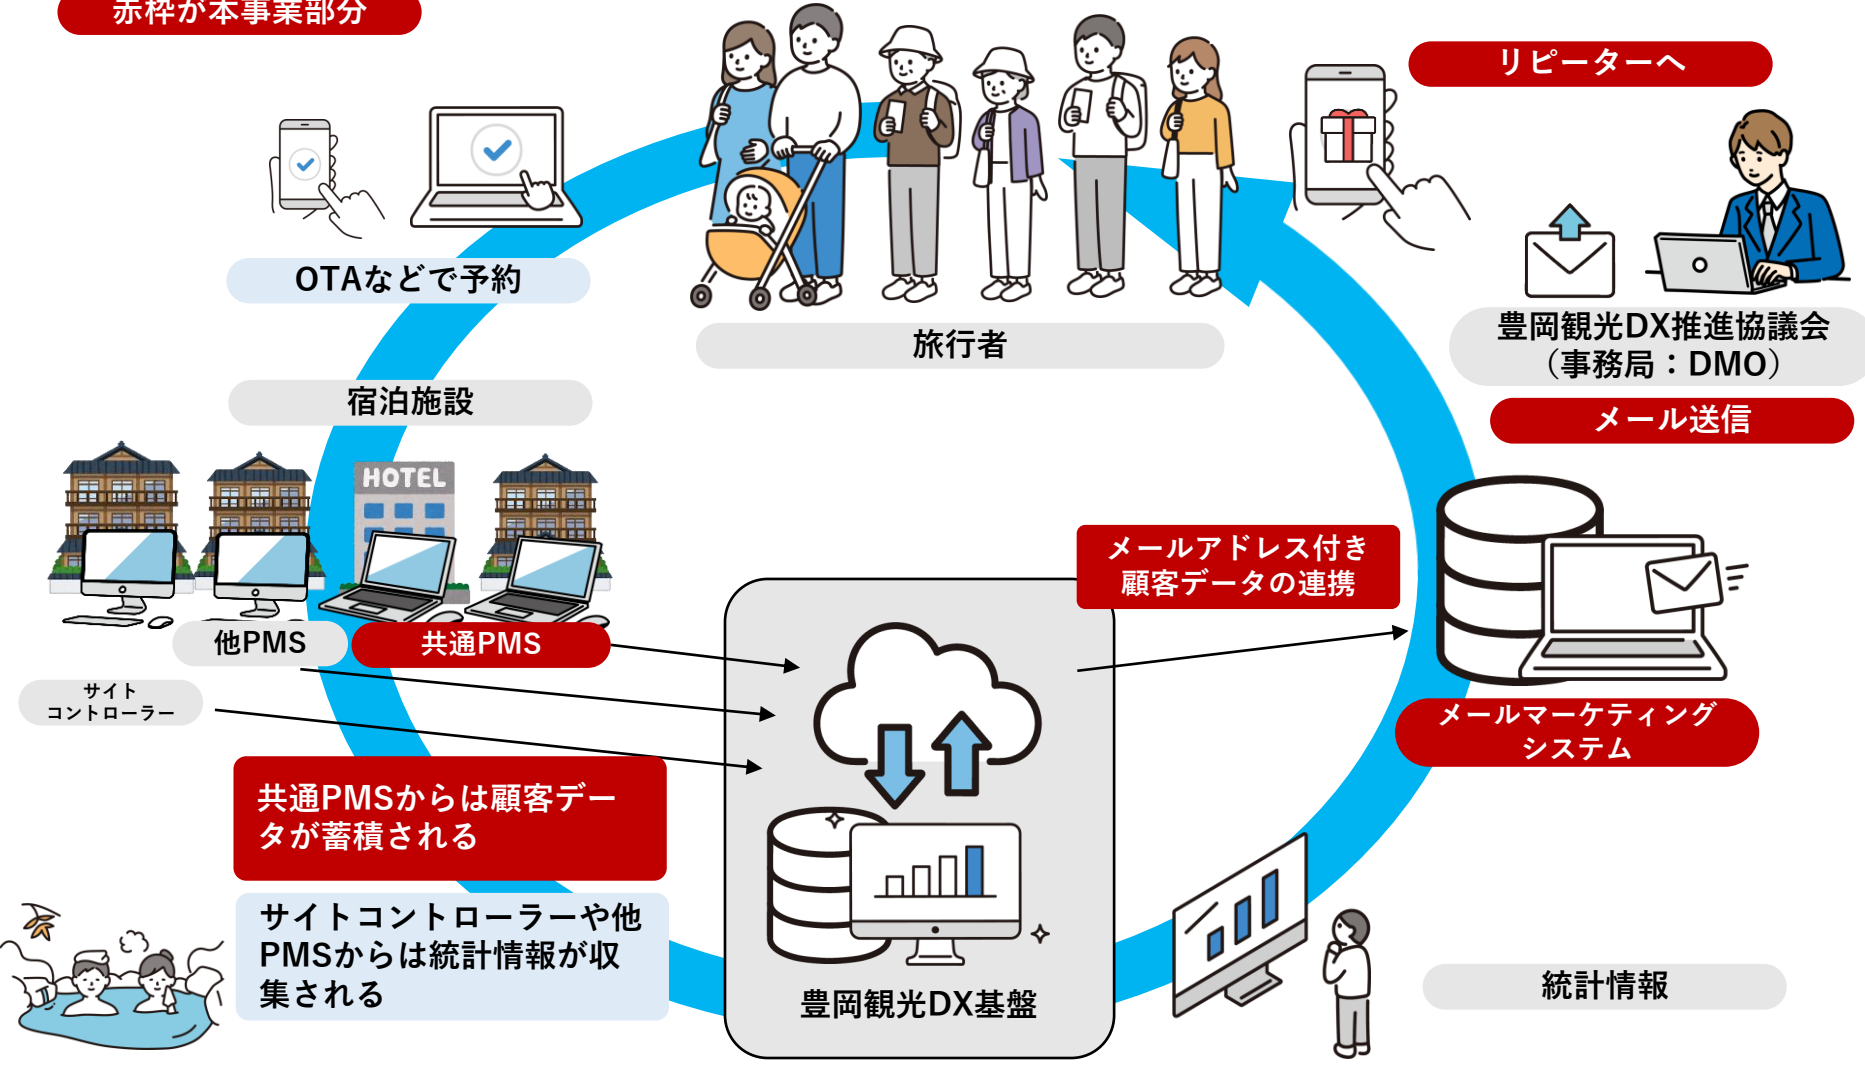 赤枠が本事業部分
リピーターへ
OTAなどで予約
旅行者
豊岡観光DX推進協議会
（事務局：DMO）
メール送信
宿泊施設
HOTEL
メールアドレス付き
顧客データの連携
他PMS
共通PMS
サイト
コントローラー
メールマーケティング
システム
共通PMSからは顧客デー
タが蓄積される
サイトコントローラーや他
PMSからは統計情報が収
集される
豊岡観光DX基盤
統計情報